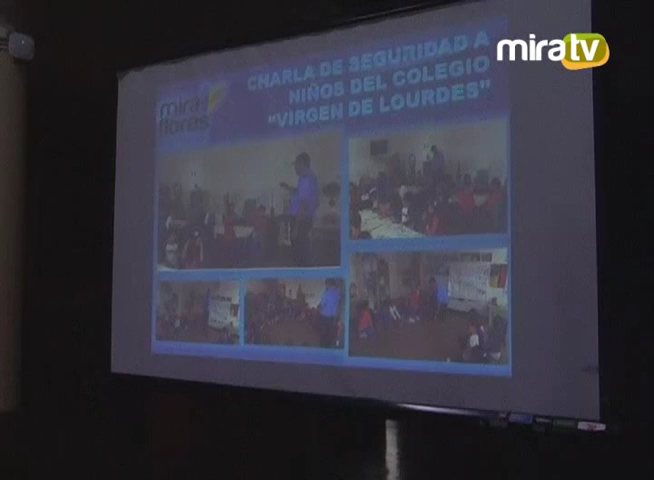 miratv
CHARLA DE SEGURIDAD A
NIÑOS DEL COLEGIO
"VIRGEN DE LOURDES"
mira
flores